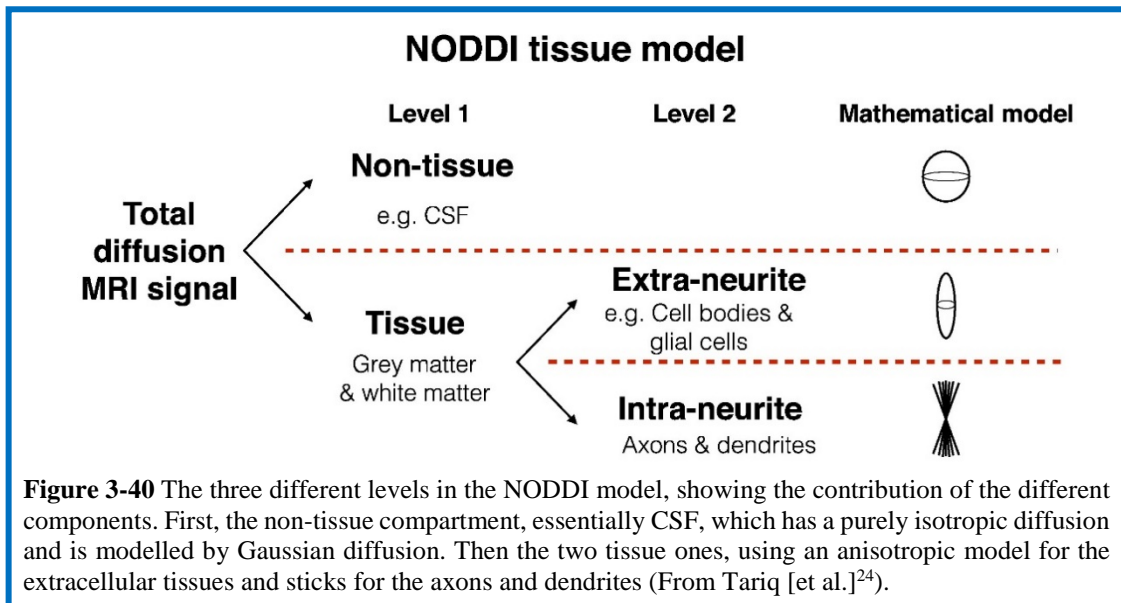 NODDI tissue model
Level 1
Level 2
Mathematical model
Non-tissue
e.g. CSF
Total
diffusion
MRI signal
Extra-neurite
e.g. Cell bodies &
glial cells
Tissue
Grey matter
& white matter
Intra-neurite
Axons & dendrites
Figure 3-40 The three different levels in the NODDI model, showing the contribution of the different
components. First, the non-tissue compartment, essentially CSF, which has a purely isotropic diffusion
and is modelled by Gaussian diffusion. Then the two tissue ones, using an anisotropic model for the
extracellular tissues and sticks for the axons and dendrites (From Tariq [et al.]24).